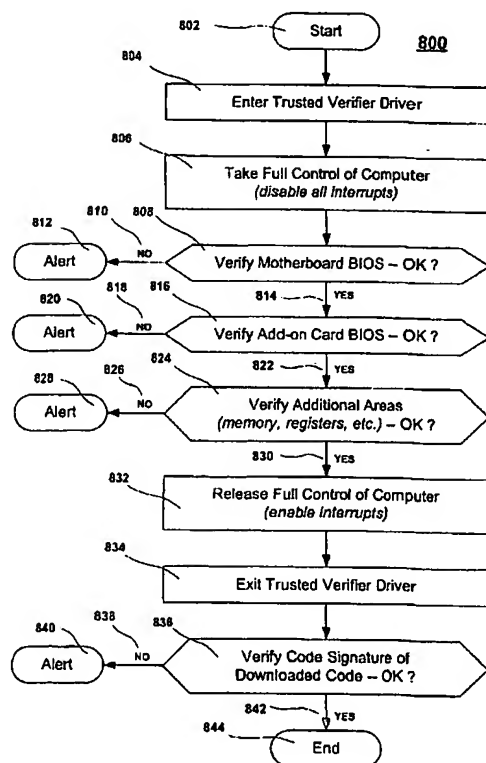 802
Start
800
804
Enter Trusted Verifier Driver
806
Take Full Control of Computer
(disable all interrupts)
812
810
808
Alert
NO
Verify Motherboard BIOS – OK ?
814
YES
820
818
816
Alert
NO
Verify Add-on Card BIOS – OK ?
822
YES
824
828
826
Alert
NO
Verify Additional Areas
(memory, registers, etc.) – OK ?
830
YES
832
Release Full Control of Computer
(enable interrupts)
834
Exit Trusted Verifier Driver
840
838
836
Alert
NO
Verify Code Signature of
Downloaded Code – OK ?
842
YES
844
End